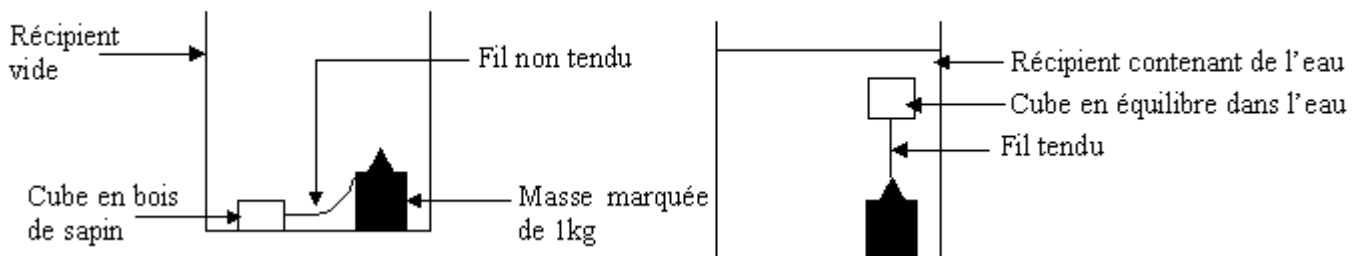 Récipient
vide
Fil non tendu
Cube en bois
de sapin
Masse marquée
de 1kg
Récipient contenant de l'eau
Cube en équilibre dans l'eau
Fil tendu